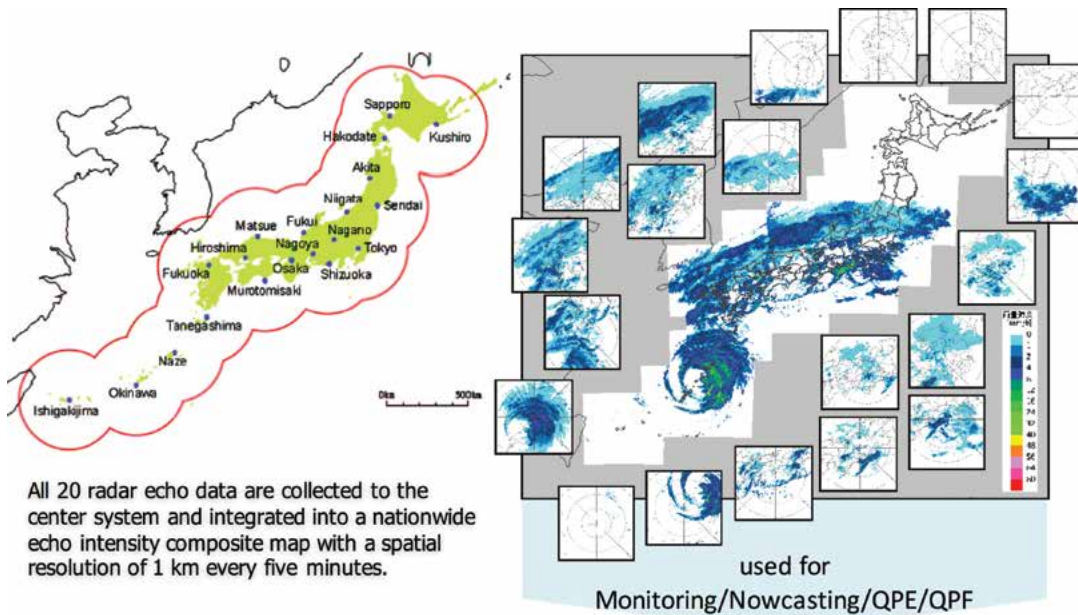 Sapporo
Kushiro
Hakodate
Akita
Niigata
Sendai
Fukui
Matsue
Nagano
Nagoya
Hiroshima
Tokyo
Osaka
Fukuoka
Shizuoka
Murotomisaki
Tanegashima
Naze
Okinawa
Ishigakijima
0km
500km
All 20 radar echo data are collected to the
center system and integrated into a nationwide
echo intensity composite map with a spatial
resolution of 1 km every five minutes.
used for
Monitoring/Nowcasting/QPE/QPF